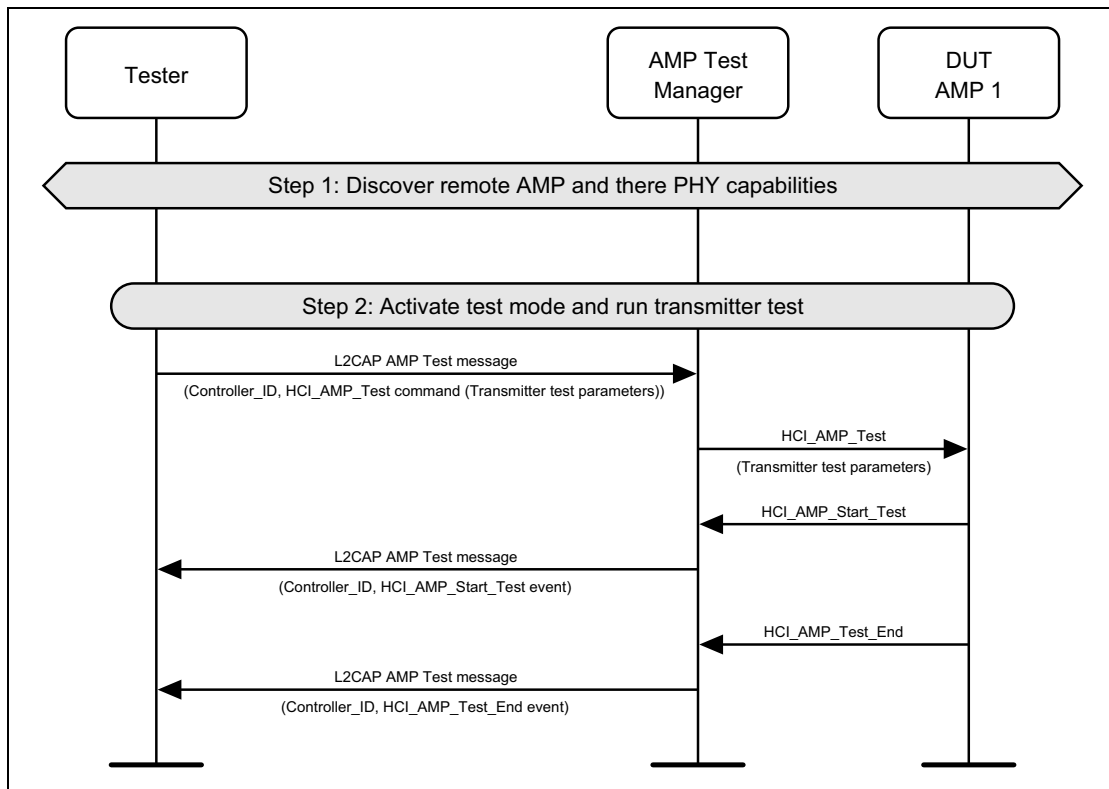 Tester
AMP Test
Manager
DUT
AMP 1
Step 1: Discover remote AMP and there PHY capabilities
Step 2: Activate test mode and run transmitter test
L2CAP AMP Test message
(Controller_ID, HCI_AMP_Test command (Transmitter test parameters))
HCI_AMP_Test
(Transmitter test parameters)
HCI_AMP_Start_Test
L2CAP AMP Test message
(Controller_ID, HCI_AMP_Start_Test event)
HCI_AMP_Test_End
L2CAP AMP Test message
(Controller_ID, HCI_AMP_Test_End event)